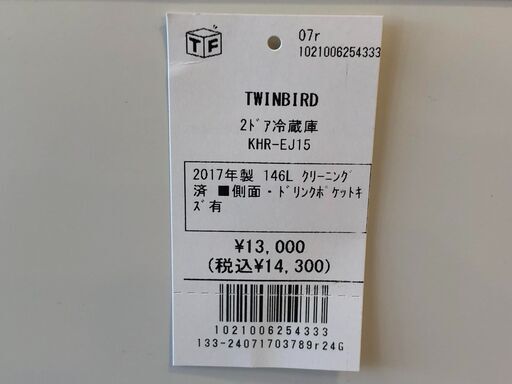 TF
07r
1021006254333
TWINBIRD
2ﾄﾞｱ冷蔵庫
KHR-EJ15
2017年製 146L ｸﾘｰﾆﾝｸﾞ
済 ■側面・ﾄﾞﾘﾝｸﾎﾟｹｯﾄｷ
ｽﾞ有
¥13,000
(税込¥14,300)
1021006254333
133-24071703789r24G